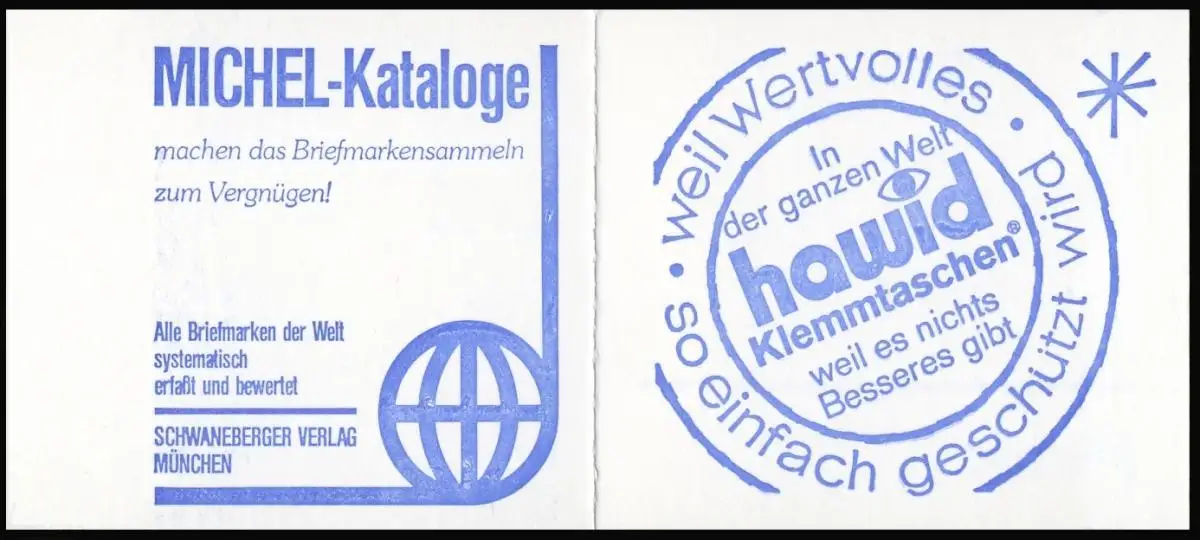 MICHEL-Kataloge
machen das Briefmarkensammeln
zum Vergnügen!
Alle Briefmarken der Welt
systematisch
erfaßt und bewertet
SCHWANEBERGER VERLAG
MÜNCHEN
· weil Wertvolles · so einfach geschützt wird
In
der ganzen Welt
hawid
Klemmtaschen®
weil es nichts
Besseres gibt